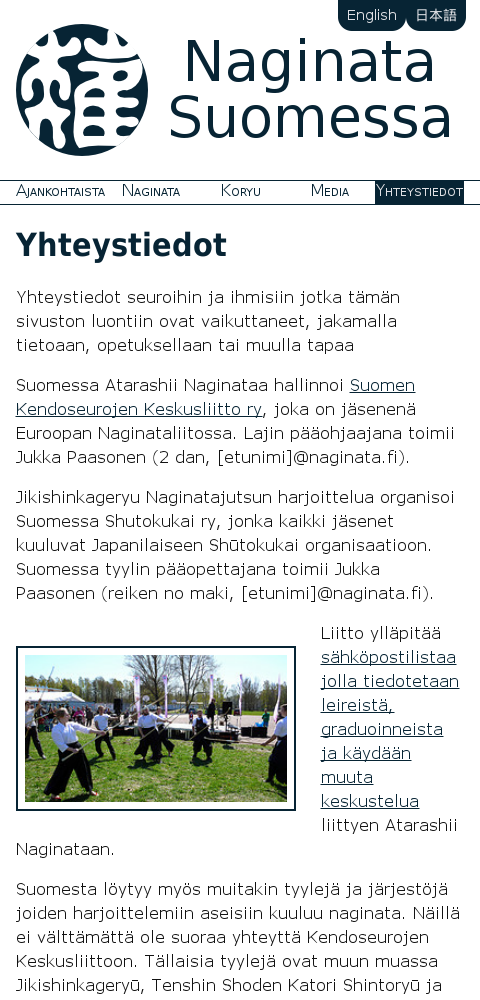 English 日本語
Naginata
Suomessa
Ajankohtaista Naginata Koryu Media Yhteystiedot
Yhteystiedot
Yhteystiedot seuroihin ja ihmisiin jotka tämän
sivuston luontiin ovat vaikuttaneet, jakamalla
tietoaan, opetuksellaan tai muulla tapaa
Suomessa Atarashii Naginataa hallinnoi Suomen
Kendoseurojen Keskusliitto ry, joka on jäsenenä
Euroopan Naginataliitossa. Lajin pääohjaajana toimii
Jukka Paasonen (2 dan, [etunimi]@naginata.fi).
Jikishinkageryu Naginatajutsun harjoittelua organisoi
Suomessa Shutokukai ry, jonka kaikki jäsenet
kuuluvat Japanilaiseen Shūtokukai organisaatioon.
Suomessa tyylin pääopettajana toimii Jukka
Paasonen (reiken no maki, [etunimi]@naginata.fi).
Liitto ylläpitää
sähköpostilistaa
jolla tiedotetaan
leireistä,
graduoinneista
ja käydään
muuta
keskustelua
liittyen Atarashii
Naginataan.
Suomesta löytyy myös muitakin tyylejä ja järjestöjä
joiden harjoittelemiin aseisiin kuuluu naginata. Näillä
ei välttämättä ole suoraa yhteyttä Kendoseurojen
Keskusliittoon. Tällaisia tyylejä ovat muun muassa
Jikishinkageryū, Tenshin Shoden Katori Shintoryū ja